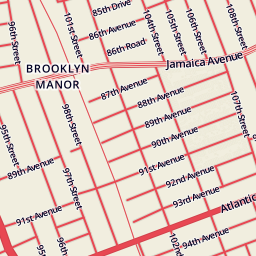 85th Drive
96th Street
101st Street
86th Avenue
104th Street
105th Street
106th Street
108th Street
86th Road
Jamaica Avenue
BROOKLYN
MANOR
87th Avenue
88th Avenue
107th Street
98th Street
89th Avenue
95th Street
90th Avenue
89th Avenue
97th Street
91st Avenue
92nd Avenue
93rd Avenue
91st Avenue
Atlantic
94th Avenue